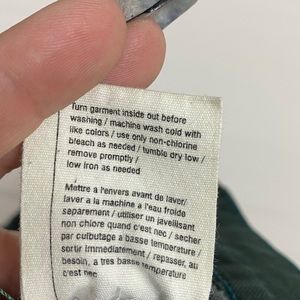 Turn garment inside out before
washing / machine wash cold with
like colors / use only non-chlorine
bleach as needed / tumble dry low /
remove promptly /
low iron as needed
Mettre a l'envers avant de laver/
laver a la machine a l'eau froide
separement / utiliser un javellisant
non chlore quand c'est nec / secher
par culbutage a basse temperature /
sortir immediatement / repasser, au
besoin, a tres basse temperature
c'est nec